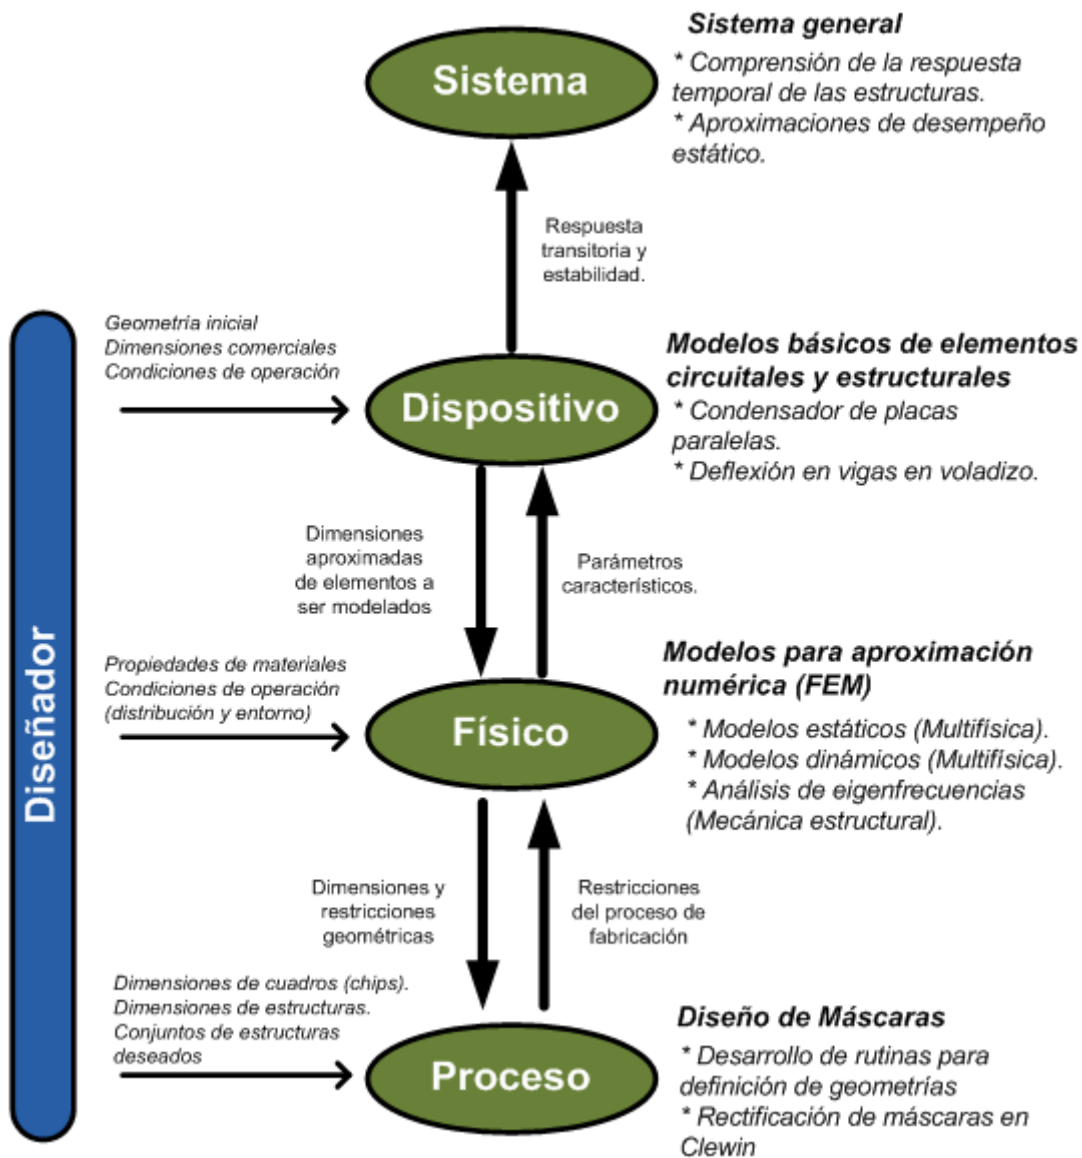 Sistema general
Sistema
* Comprensión de la respuesta
temporal de las estructuras.
* Aproximaciones de desempeño
estático.
Respuesta
transitoria y
estabilidad.
Geometría inicial
Dimensiones comerciales
Condiciones de operación
Dispositivo
Modelos básicos de elementos
circuitales y estructurales
* Condensador de placas
paralelas.
* Deflexión en vigas en voladizo.
Dimensiones
aproximadas
de elementos a
ser modelados
Parámetros
característicos.
Diseñador
Propiedades de materiales
Condiciones de operación
(distribución y entorno)
Físico
Modelos para aproximación
numérica (FEM)
* Modelos estáticos (Multifísica).
* Modelos dinámicos (Multifísica).
* Análisis de eigenfrecuencias
(Mecánica estructural).
Dimensiones y
restricciones
geométricas
Restricciones
del proceso de
fabricación
Dimensiones de cuadros (chips).
Dimensiones de estructuras.
Conjuntos de estructuras
deseados
Proceso
Diseño de Máscaras
* Desarrollo de rutinas para
definición de geometrías
* Rectificación de máscaras en
Clewin